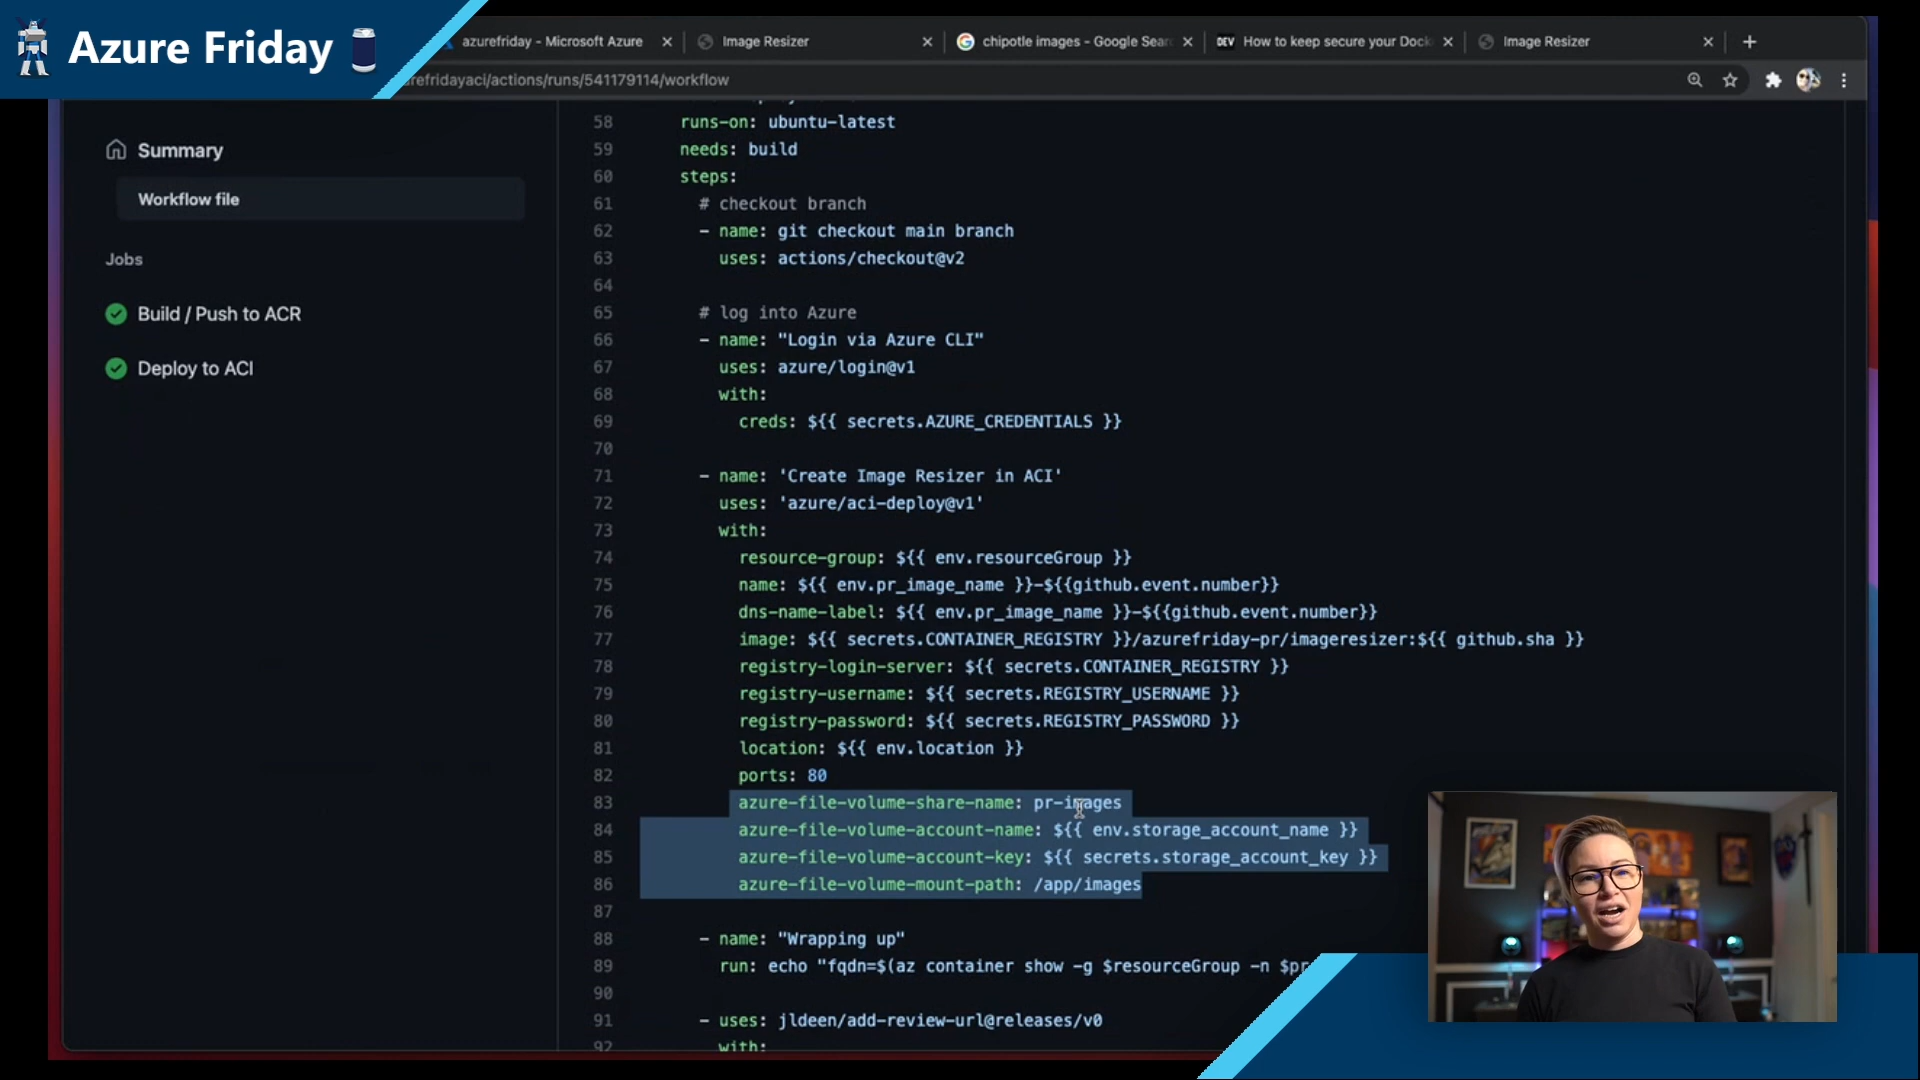 Azure Friday
azurefriday - Microsoft Azure
Image Resizer
chipotle images - Google Sear
DEV How to keep secure your Dock
Image Resizer
refridayaci/actions/runs/541179114/workflow
Summary
Workflow file
Jobs
Build / Push to ACR
Deploy to ACI
58 runs-on: ubuntu-latest
59 needs: build
60 steps:
61 # checkout branch
62 - name: git checkout main branch
63 uses: actions/checkout@v2
64
65 # log into Azure
66 - name: "Login via Azure CLI"
67 uses: azure/login@v1
68 with:
69 creds: ${{ secrets.AZURE_CREDENTIALS }}
70
71 - name: 'Create Image Resizer in ACI'
72 uses: 'azure/aci-deploy@v1'
73 with:
74 resource-group: ${{ env.resourceGroup }}
75 name: ${{ env.pr_image_name }}-${{github.event.number}}
76 dns-name-label: ${{ env.pr_image_name }}-${{github.event.number}}
77 image: ${{ secrets.CONTAINER_REGISTRY }}/azurefriday-pr/imageresizer:${{ github.sha }}
78 registry-login-server: ${{ secrets.CONTAINER_REGISTRY }}
79 registry-username: ${{ secrets.REGISTRY_USERNAME }}
80 registry-password: ${{ secrets.REGISTRY_PASSWORD }}
81 location: ${{ env.location }}
82 ports: 80
83 azure-file-volume-share-name: pr-images
84 azure-file-volume-account-name: ${{ env.storage_account_name }}
85 azure-file-volume-account-key: ${{ secrets.storage_account_key }}
86 azure-file-volume-mount-path: /app/images
87
88 - name: "Wrapping up"
89 run: echo "fqdn=$(az container show -g $resourceGroup -n $pr
90
91 - uses: jldeen/add-review-url@releases/v0
92 with: